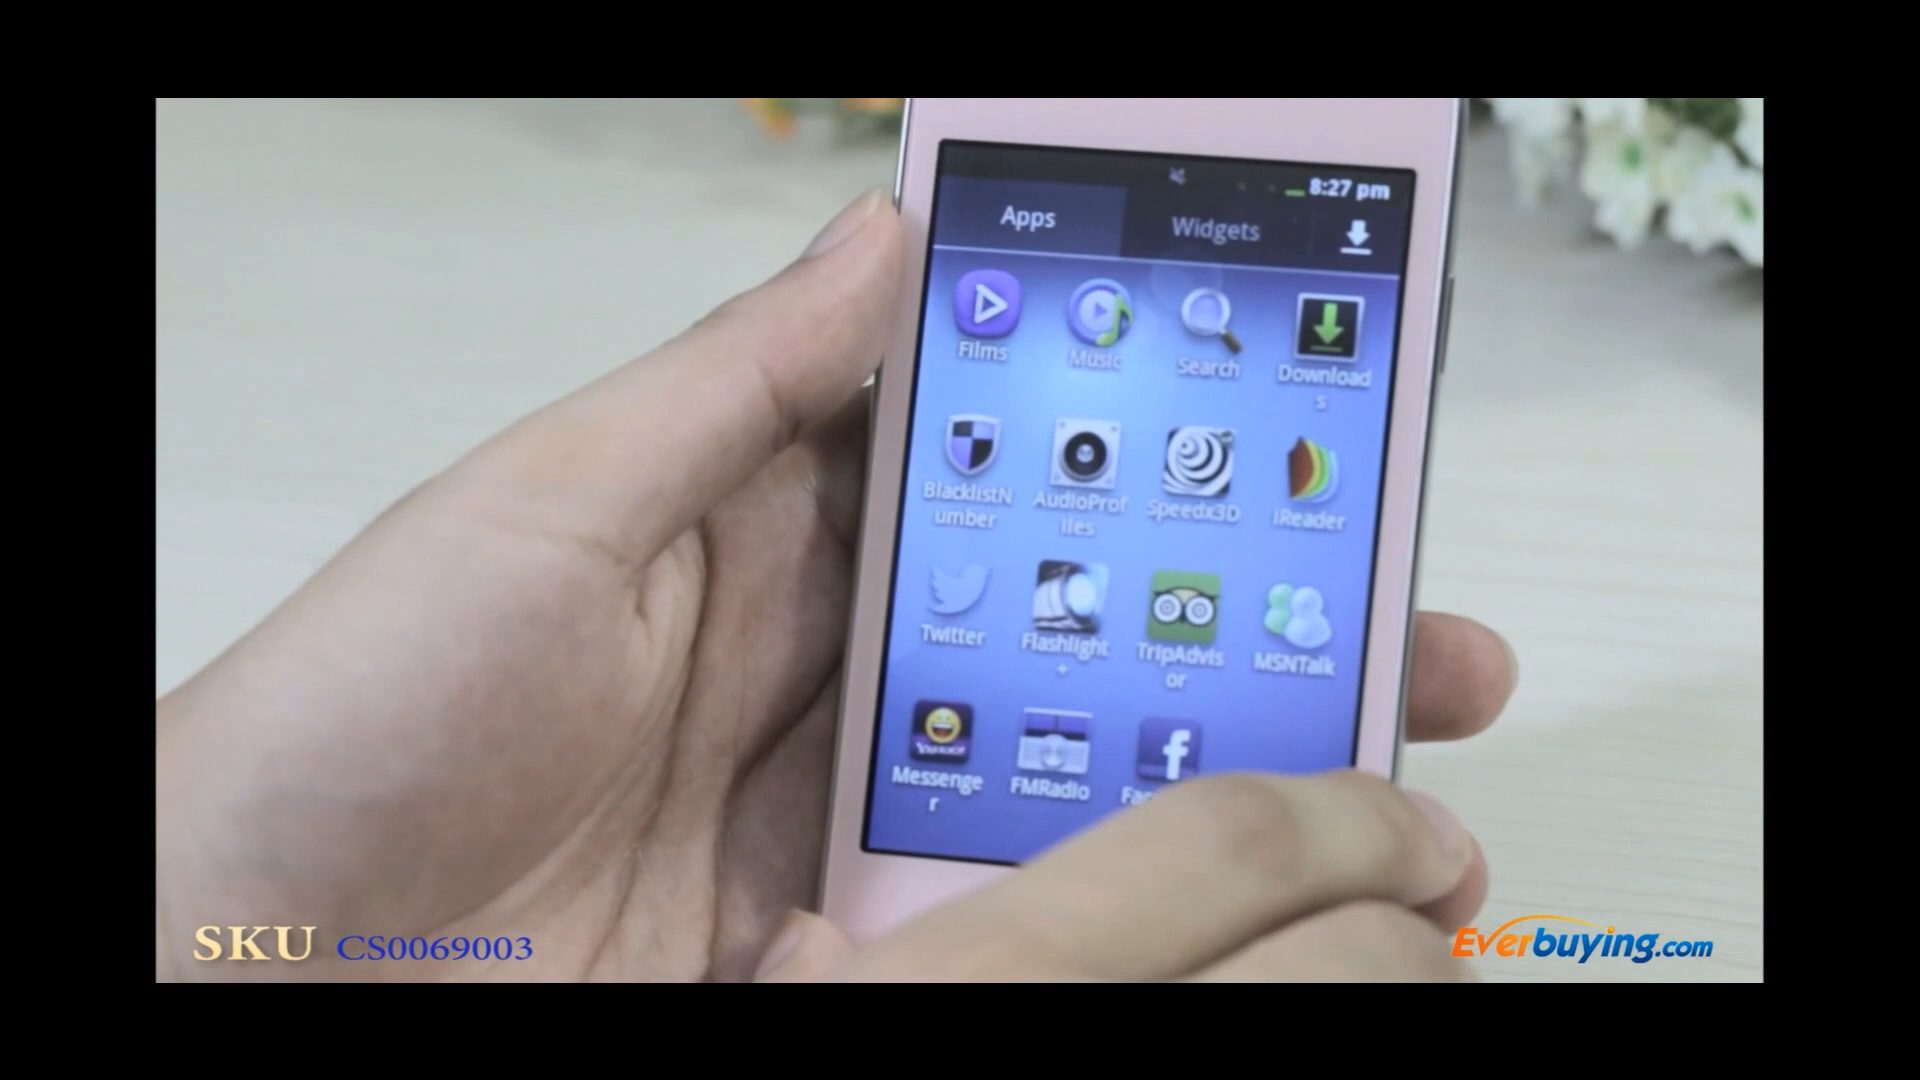 8:27 pm
Apps
Widgets
Films
Music
Search
Download
s
BlacklistN
umber
AudioProf
iles
Speedx3D
iReader
Twitter
Flashlight
+
TripAdvis
or
MSNTalk
YAHOO!
Messenge
r
FMRadio
f
Fac
SKU CS0069003
Everbuying.com